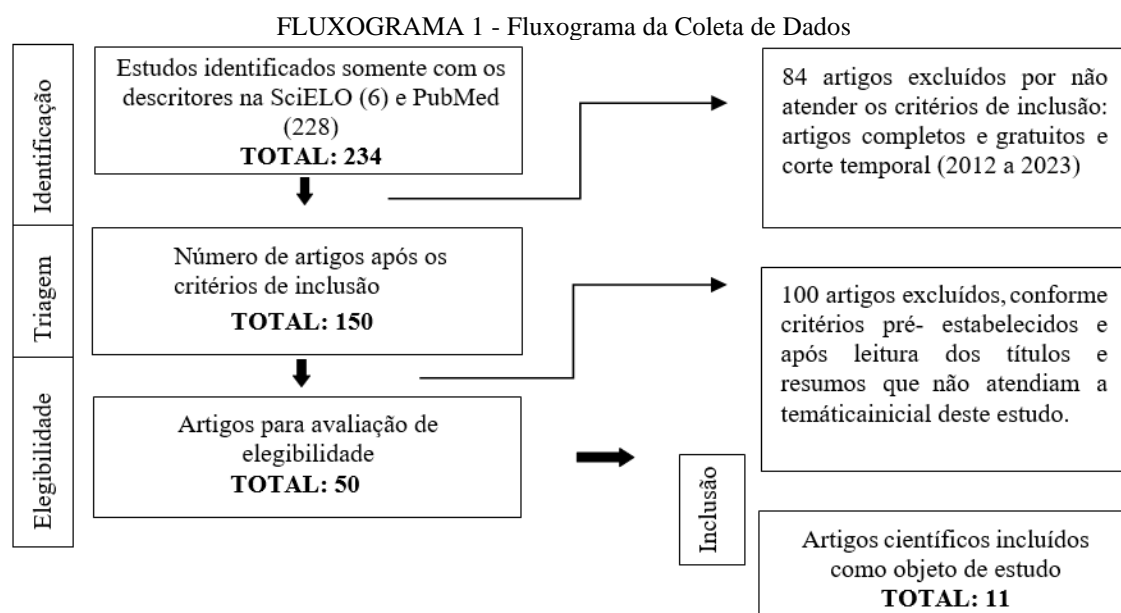 FLUXOGRAMA 1 - Fluxograma da Coleta de Dados
Identificação
Estudos identificados somente com os
descritores na SciELO (6) e PubMed
(228)
TOTAL: 234
84 artigos excluídos por não
atender os critérios de inclusão:
artigos completos e gratuitos e
corte temporal (2012 a 2023)
Triagem
Número de artigos após os
critérios de inclusão
TOTAL: 150
100 artigos excluídos, conforme
critérios pré- estabelecidos e
após leitura dos títulos e
resumos que não atendiam a
temáticainicial deste estudo.
Elegibilidade
Artigos para avaliação de
elegibilidade
TOTAL: 50
Inclusão
Artigos científicos incluídos
como objeto de estudo
TOTAL: 11